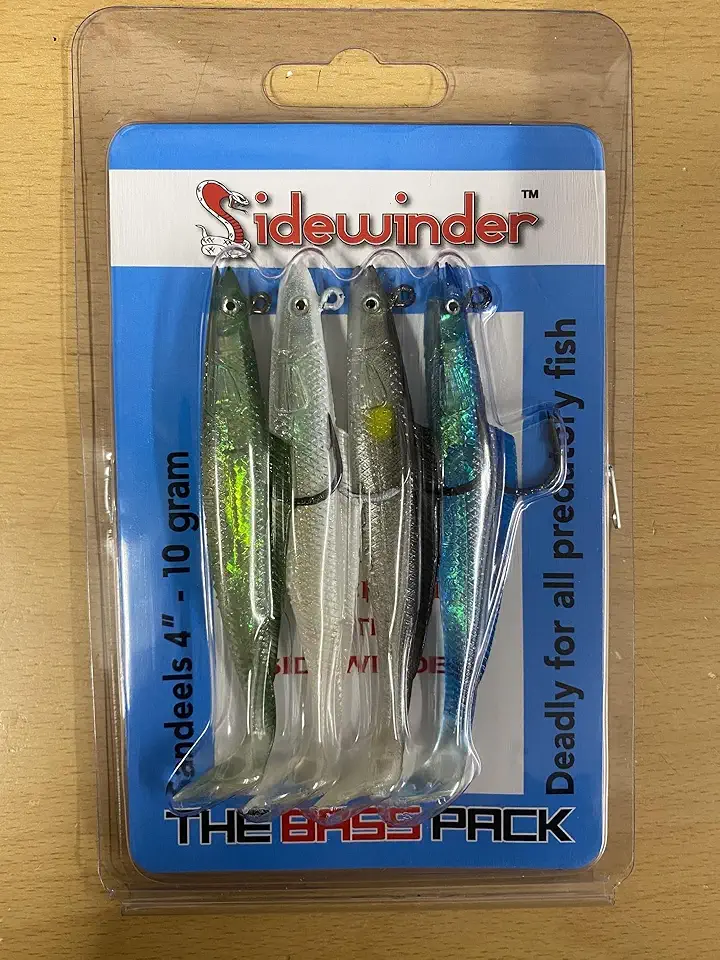 Sidewinder™
Sandeels 4" - 10 gram
Deadly for all predatory fish
THE BASS PACK